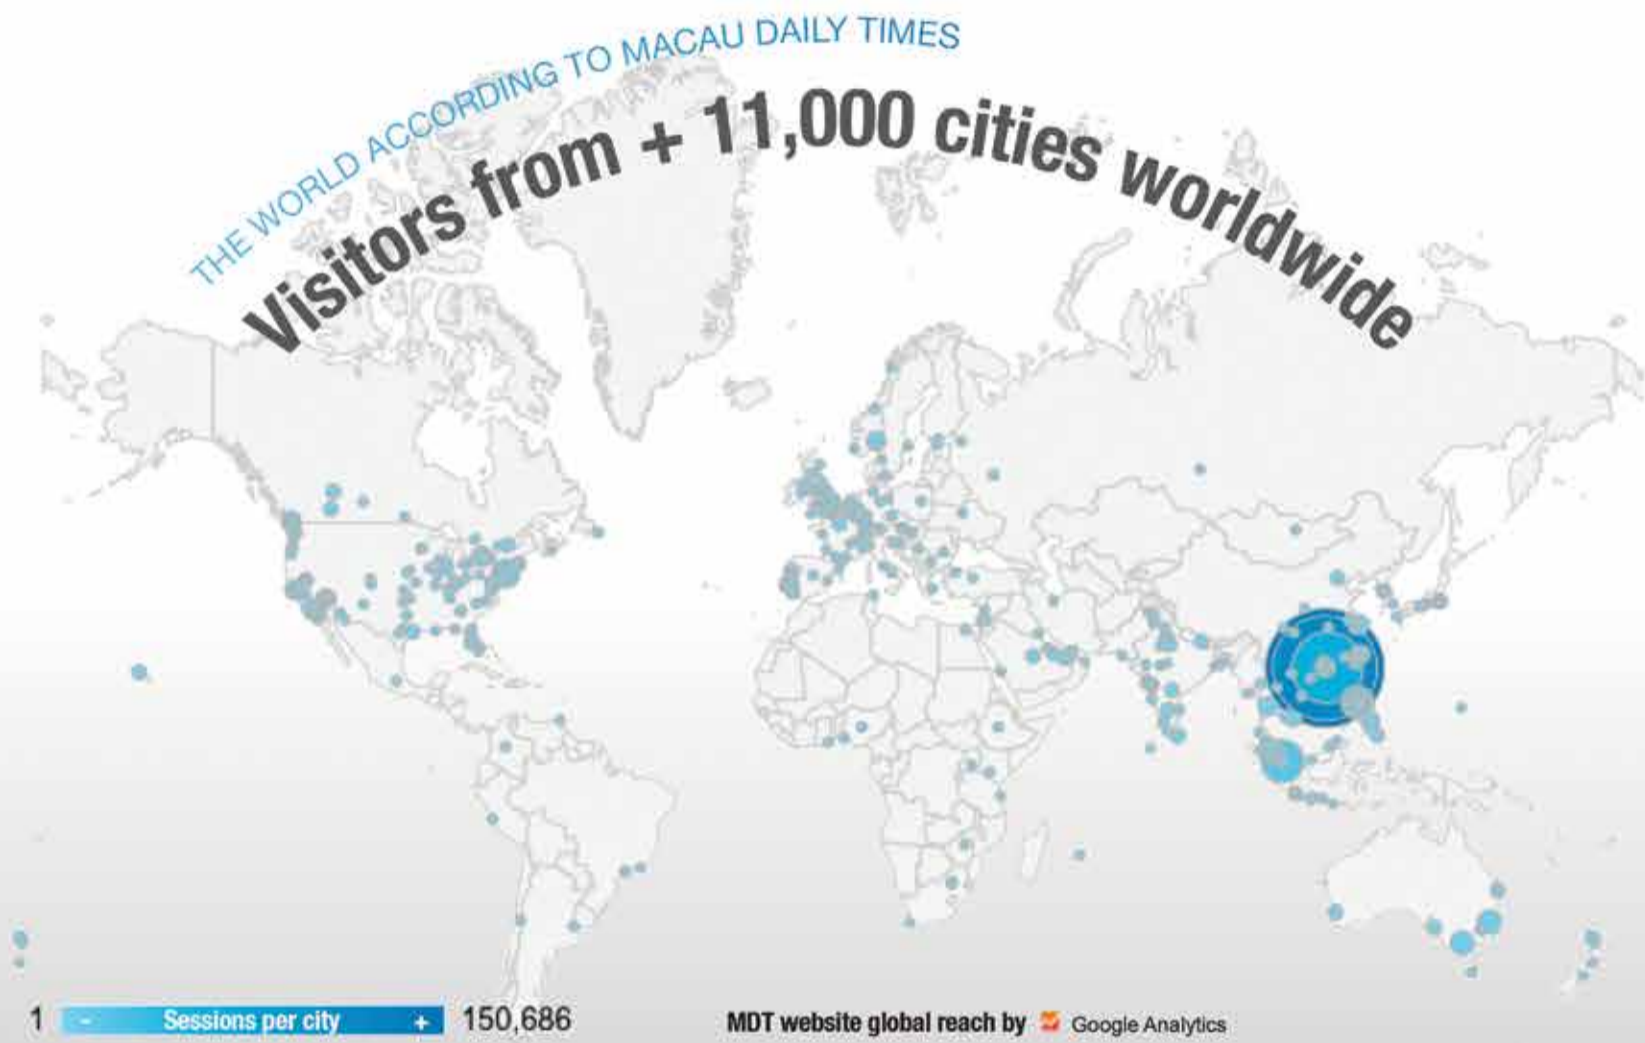 THE WORLD ACCORDING TO MACAU DAILY TIMES
Visitors from + 11,000 cities worldwide
1 - Sessions per city + 150,686
MDT website global reach by Google Analytics